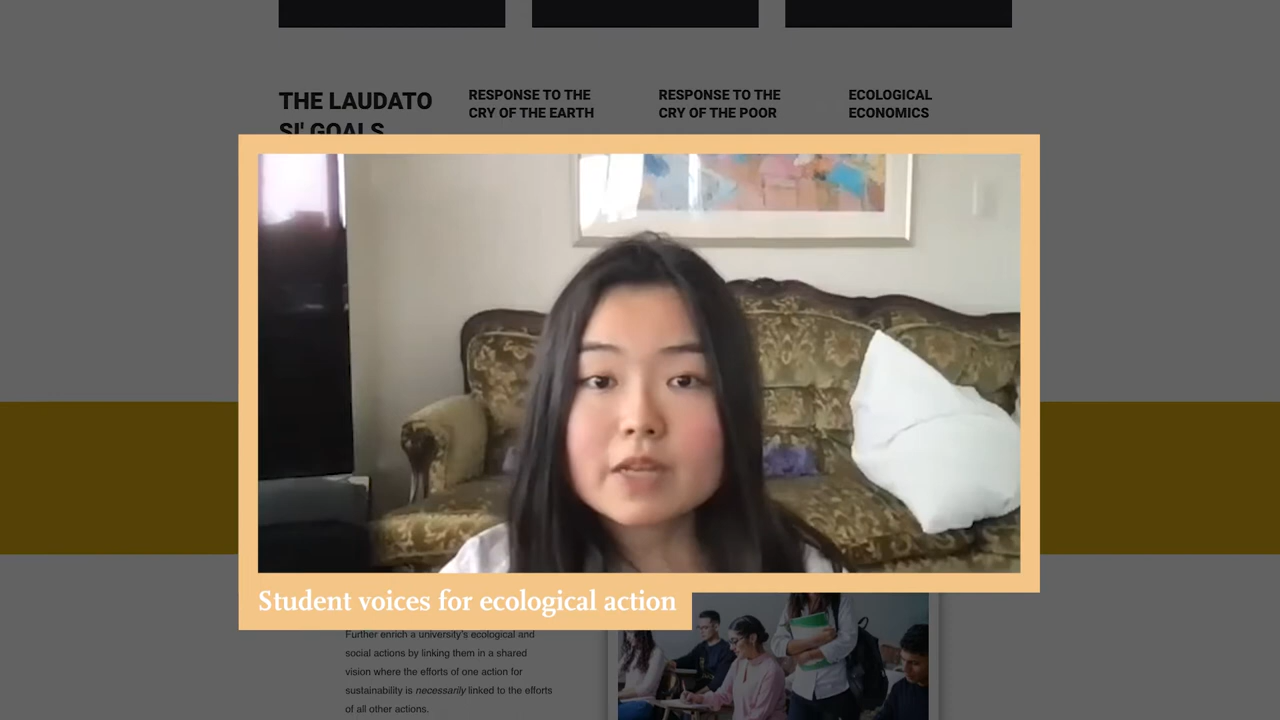 THE LAUDATO
SI' GOALS
RESPONSE TO THE
CRY OF THE EARTH
RESPONSE TO THE
CRY OF THE POOR
ECOLOGICAL
ECONOMICS
Student voices for ecological action
Further enrich a university's ecological and
social actions by linking them in a shared
vision where the efforts of one action for
sustainability is necessarily linked to the efforts
of all other actions.